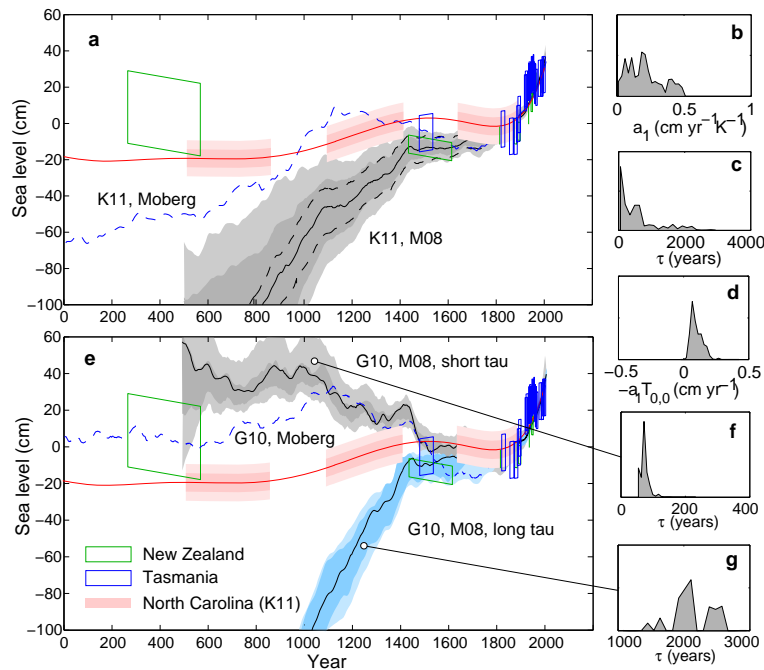 a
60
40
20
0
−20
−40
−60
−80
−100
Sea level (cm)
K11, Moberg
K11, M08
0 200 400 600 800 1000 1200 1400 1600 1800 2000
b
0 0.5 1
a1 (cm yr−1K−1)
c
0 2000 4000
τ (years)
d
−0.5 0 0.5
−a1T0,0 (cm yr−1)
e
60
40
20
0
−20
−40
−60
−80
−100
Sea level (cm)
G10, M08, short tau
G10, Moberg
G10, M08, long tau
New Zealand
Tasmania
North Carolina (K11)
0 200 400 600 800 1000 1200 1400 1600 1800 2000
Year
f
0 200 400
τ (years)
g
1000 2000 3000
τ (years)